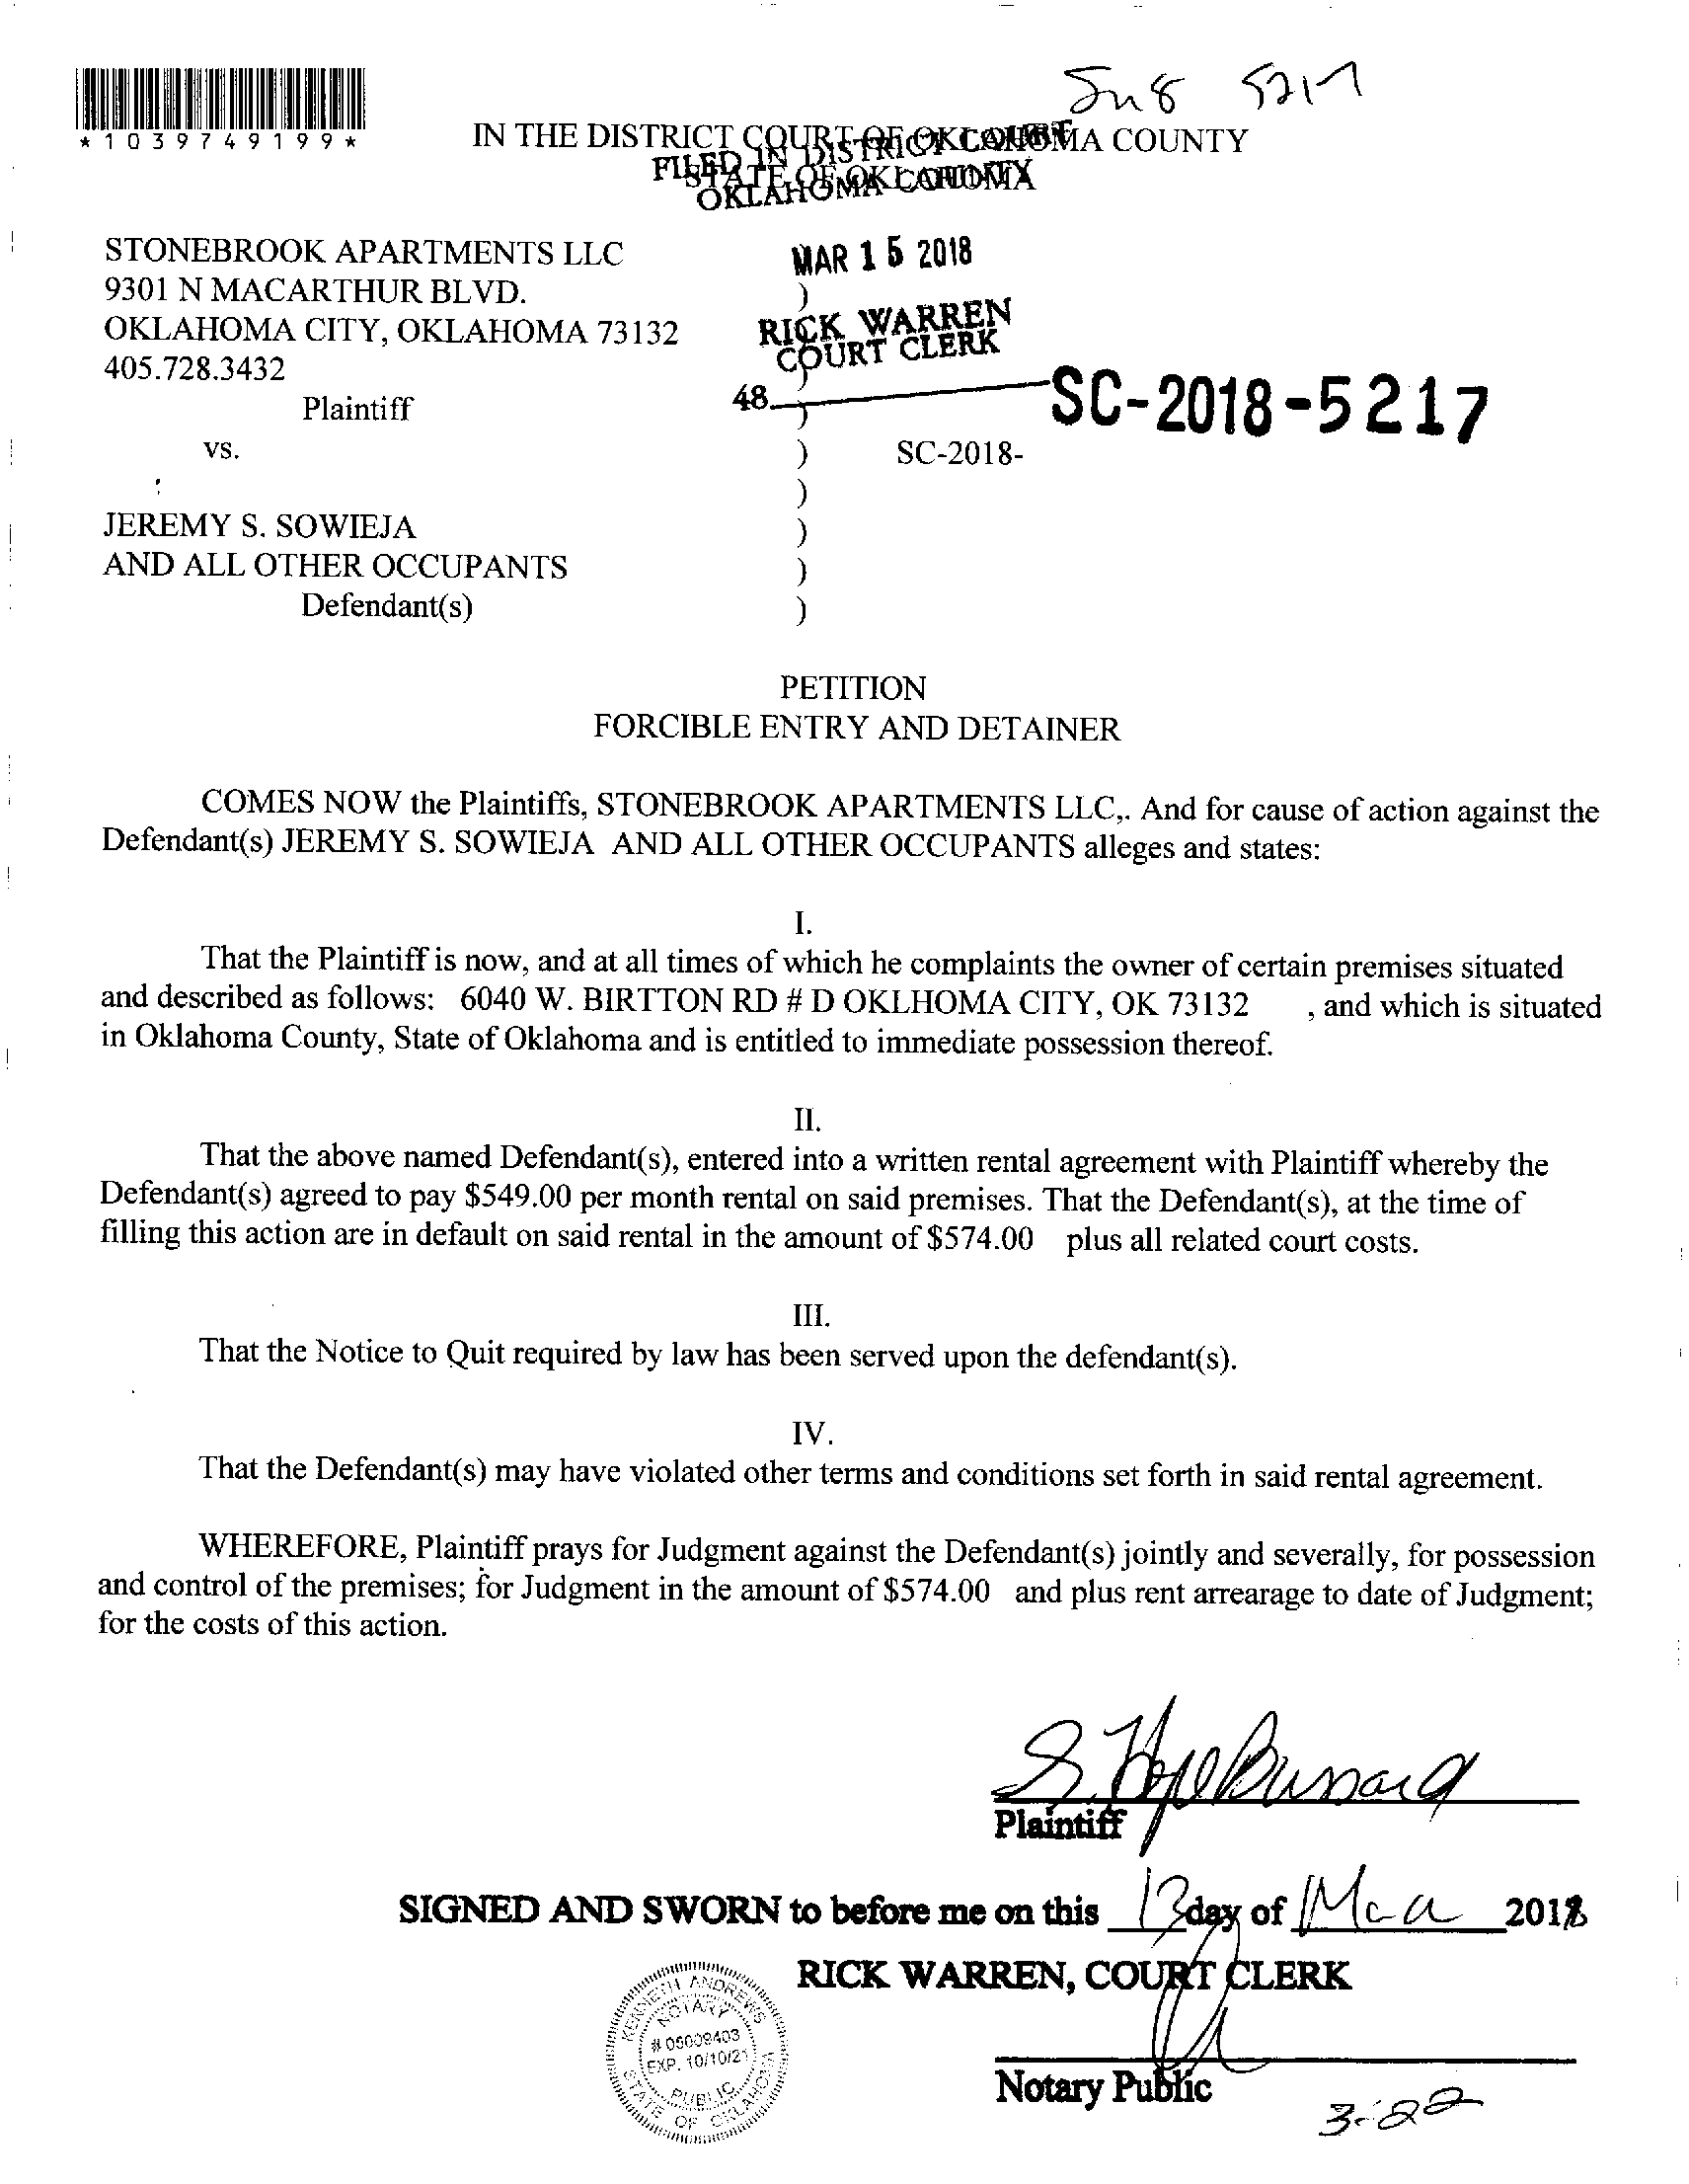 Sn8 5217
*1039749199*
IN THE DISTRICT COURT OF OKLAHOMA COUNTY
STATE OF OKLAHOMA
FILED IN DISTRICT COURT
OKLAHOMA COUNTY
MAR 15 2018
RICK WARREN
COURT CLERK
48
SC-2018-5217
STONEBROOK APARTMENTS LLC
9301 N MACARTHUR BLVD. )
OKLAHOMA CITY, OKLAHOMA 73132 )
405.728.3432 )
Plaintiff )
vs. ) SC-2018-
)
JEREMY S. SOWIEJA )
AND ALL OTHER OCCUPANTS )
Defendant(s) )
PETITION
FORCIBLE ENTRY AND DETAINER
COMES NOW the Plaintiffs, STONEBROOK APARTMENTS LLC,. And for cause of action against the
Defendant(s) JEREMY S. SOWIEJA AND ALL OTHER OCCUPANTS alleges and states:
I.
That the Plaintiff is now, and at all times of which he complaints the owner of certain premises situated
and described as follows: 6040 W. BIRTTON RD # D OKLHOMA CITY, OK 73132 , and which is situated
in Oklahoma County, State of Oklahoma and is entitled to immediate possession thereof.
II.
That the above named Defendant(s), entered into a written rental agreement with Plaintiff whereby the
Defendant(s) agreed to pay $549.00 per month rental on said premises. That the Defendant(s), at the time of
filling this action are in default on said rental in the amount of $574.00 plus all related court costs.
III.
That the Notice to Quit required by law has been served upon the defendant(s).
IV.
That the Defendant(s) may have violated other terms and conditions set forth in said rental agreement.
WHEREFORE, Plaintiff prays for Judgment against the Defendant(s) jointly and severally, for possession
and control of the premises; for Judgment in the amount of $574.00 and plus rent arrearage to date of Judgment;
for the costs of this action.
S. Hope Bussard
Plaintiff
SIGNED AND SWORN to before me on this 13 day of Mar 2018
RICK WARREN, COURT CLERK
KENNETH ANDREWS
NOTARY
# 05009403
EXP. 10/10/21
PUBLIC
STATE OF OKLAHOMA
Notary Public
3-22